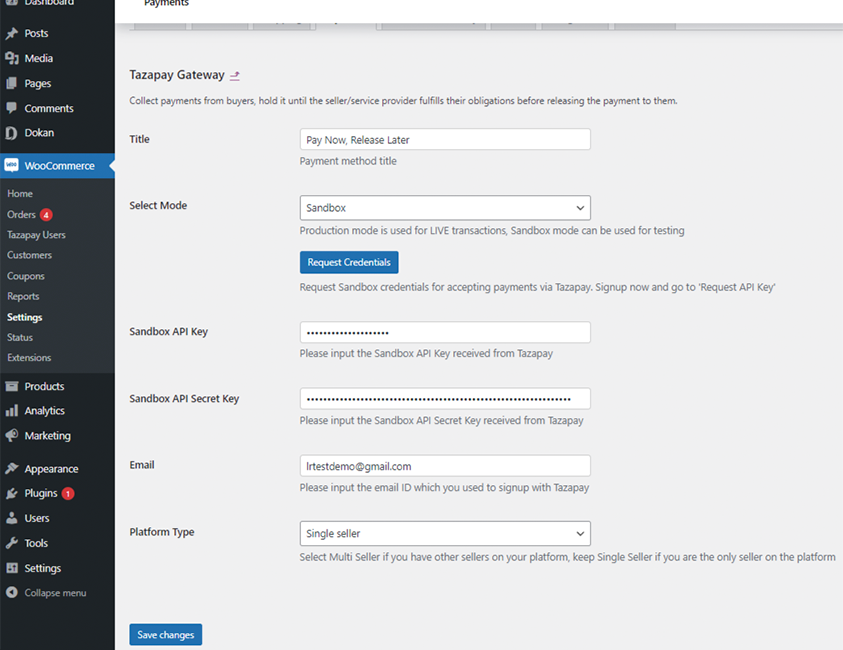 Dashboard
Payments
Posts
Media
Pages
Comments
Dokan
WooCommerce
Home
Orders 4
Tazapay Users
Customers
Coupons
Reports
Settings
Status
Extensions
Products
Analytics
Marketing
Appearance
Plugins 1
Users
Tools
Settings
Collapse menu
Tazapay Gateway
Collect payments from buyers, hold it until the seller/service provider fulfills their obligations before releasing the payment to them.
Title
Pay Now, Release Later
Payment method title
Select Mode
Sandbox
Production mode is used for LIVE transactions, Sandbox mode can be used for testing
Request Credentials
Request Sandbox credentials for accepting payments via Tazapay. Signup now and go to 'Request API Key'
Sandbox API Key
Please input the Sandbox API Key received from Tazapay
Sandbox API Secret Key
Please input the Sandbox API Secret Key received from Tazapay
Email
lrtestdemo@gmail.com
Please input the email ID which you used to signup with Tazapay
Platform Type
Single seller
Select Multi Seller if you have other sellers on your platform, keep Single Seller if you are the only seller on the platform
Save changes